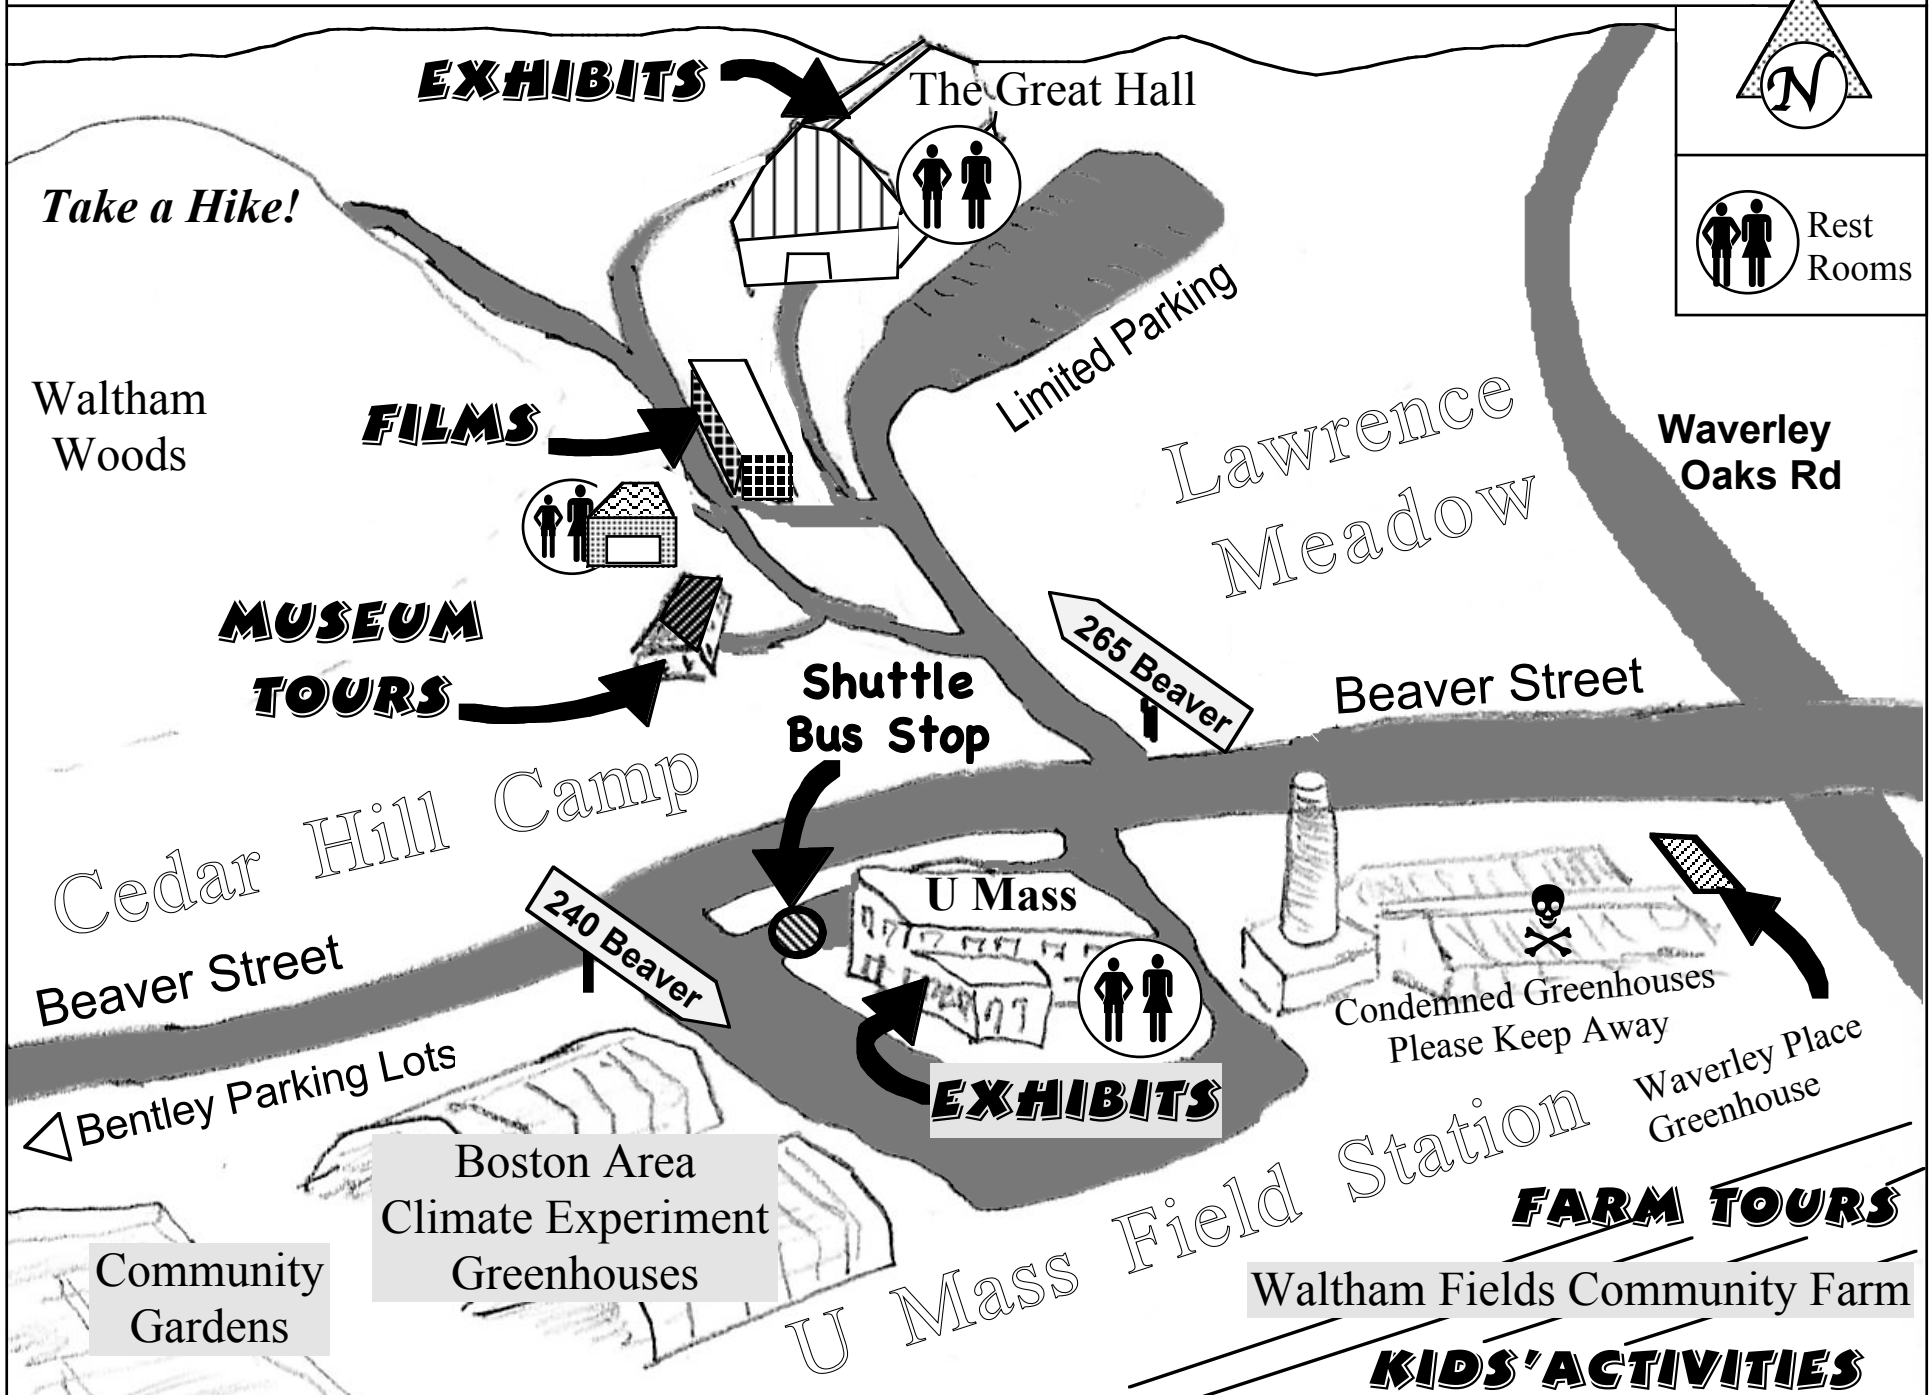 EXHIBITS
The Great Hall
N
Rest
Rooms
Take a Hike!
Limited Parking
Waltham
Woods
FILMS
Lawrence
Meadow
Waverley
Oaks Rd
MUSEUM
TOURS
265 Beaver
Shuttle
Bus Stop
Beaver Street
Cedar Hill Camp
240 Beaver
U Mass
Beaver Street
Condemned Greenhouses
Please Keep Away
Waverley Place
Greenhouse
Bentley Parking Lots
EXHIBITS
Boston Area
Climate Experiment
Greenhouses
U Mass Field Station
FARM TOURS
Community
Gardens
Waltham Fields Community Farm
KIDS'ACTIVITIES